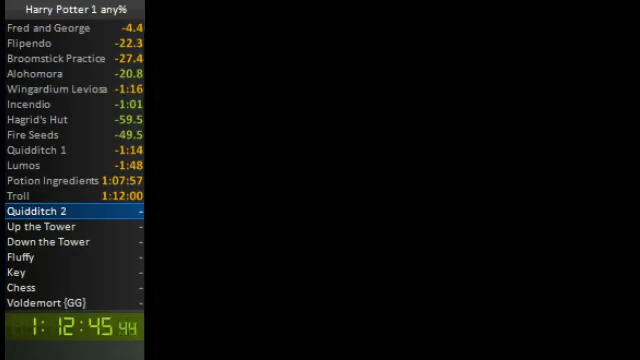 Harry Potter 1 any%
Fred and George -4.4
Flipendo -22.3
Broomstick Practice -27.4
Alohomora -20.8
Wingardium Leviosa -1:16
Incendio -1:01
Hagrid's Hut -59.5
Fire Seeds -49.5
Quidditch 1 -1:14
Lumos -1:48
Potion Ingredients 1:07:57
Troll 1:12:00
Quidditch 2 -
Up the Tower -
Down the Tower -
Fluffy -
Key -
Chess -
Voldemort {GG} -
1:12:45 44